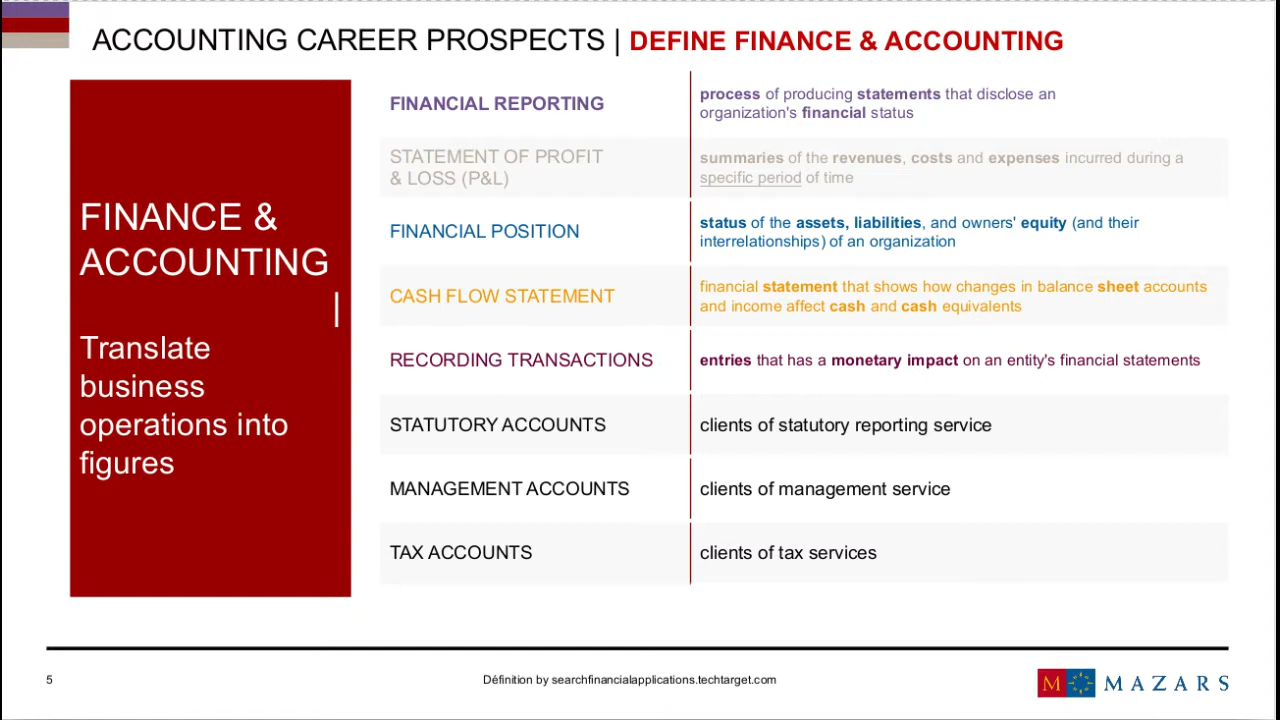 ACCOUNTING CAREER PROSPECTS | DEFINE FINANCE & ACCOUNTING
FINANCE &
ACCOUNTING
|
Translate
business
operations into
figures
FINANCIAL REPORTING
process of producing statements that disclose an
organization's financial status
STATEMENT OF PROFIT
& LOSS (P&L)
summaries of the revenues, costs and expenses incurred during a
specific period of time
FINANCIAL POSITION
status of the assets, liabilities, and owners' equity (and their
interrelationships) of an organization
CASH FLOW STATEMENT
financial statement that shows how changes in balance sheet accounts
and income affect cash and cash equivalents
RECORDING TRANSACTIONS
entries that has a monetary impact on an entity's financial statements
STATUTORY ACCOUNTS
clients of statutory reporting service
MANAGEMENT ACCOUNTS
clients of management service
TAX ACCOUNTS
clients of tax services
5
Définition by searchfinancialapplications.techtarget.com
M MAZARS